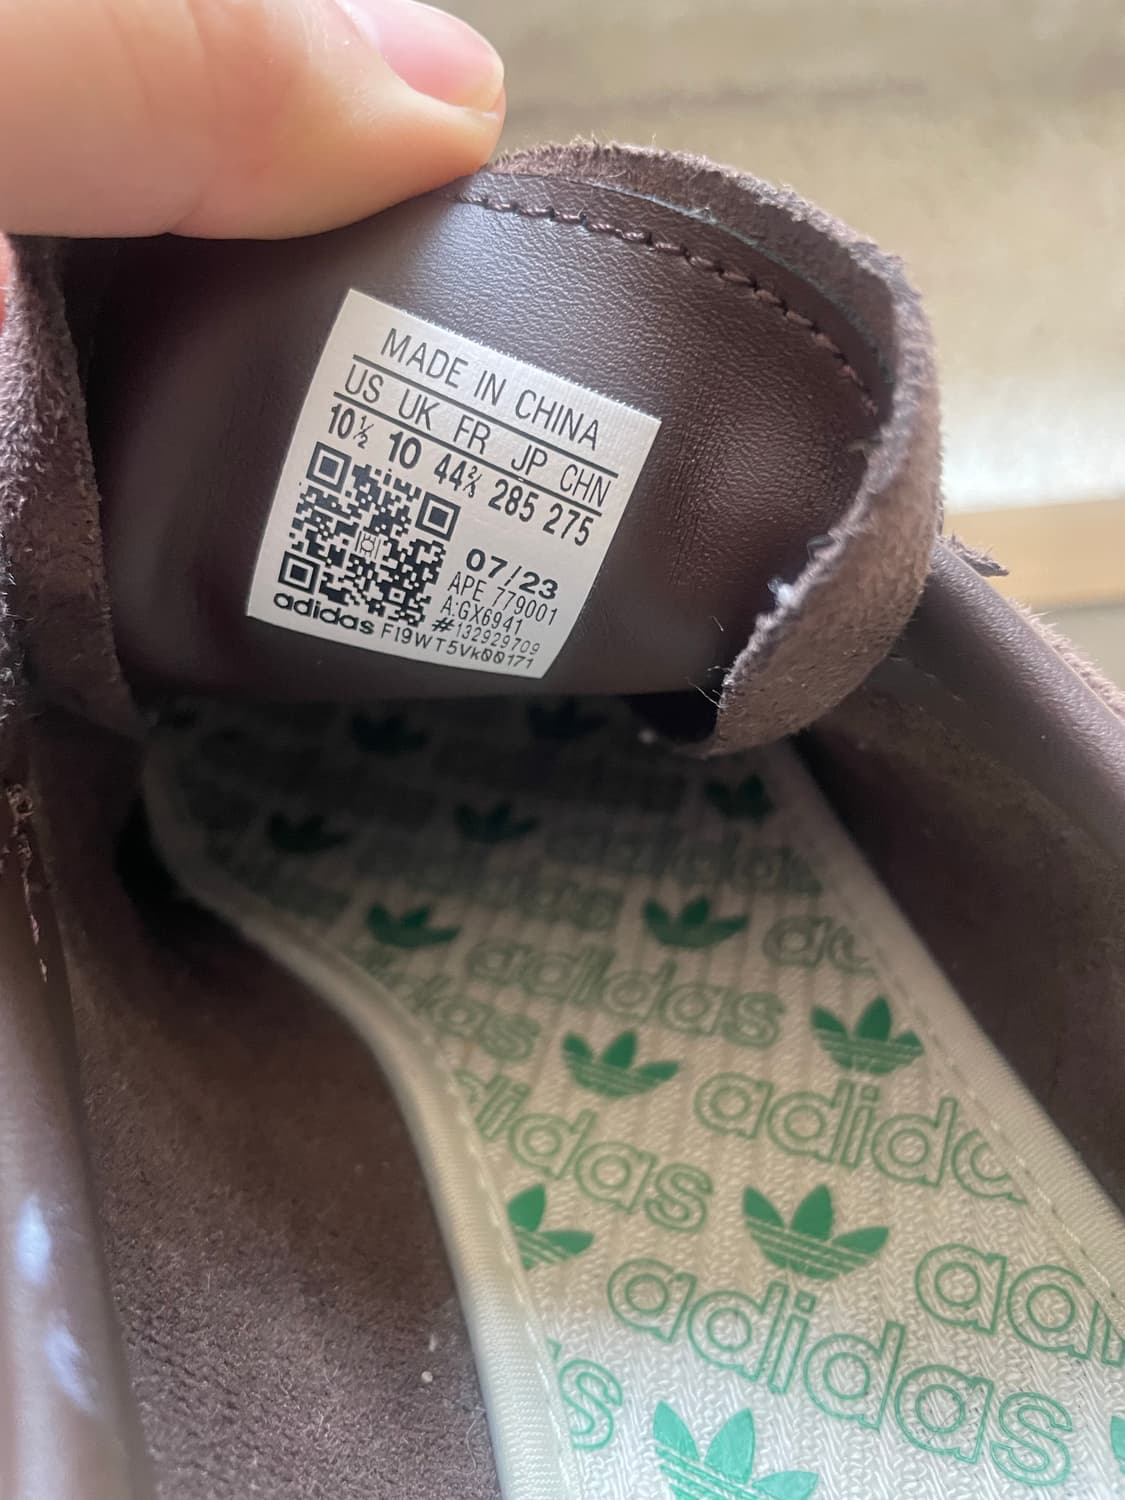 MADE IN CHINA
US UK FR JP CHN
10½ 10 44⅔ 285 275
07/23
APE 779001
A:GX6941
#132929709
adidas F19WT5Vk00171
adidas
adidas
adidas
adidas